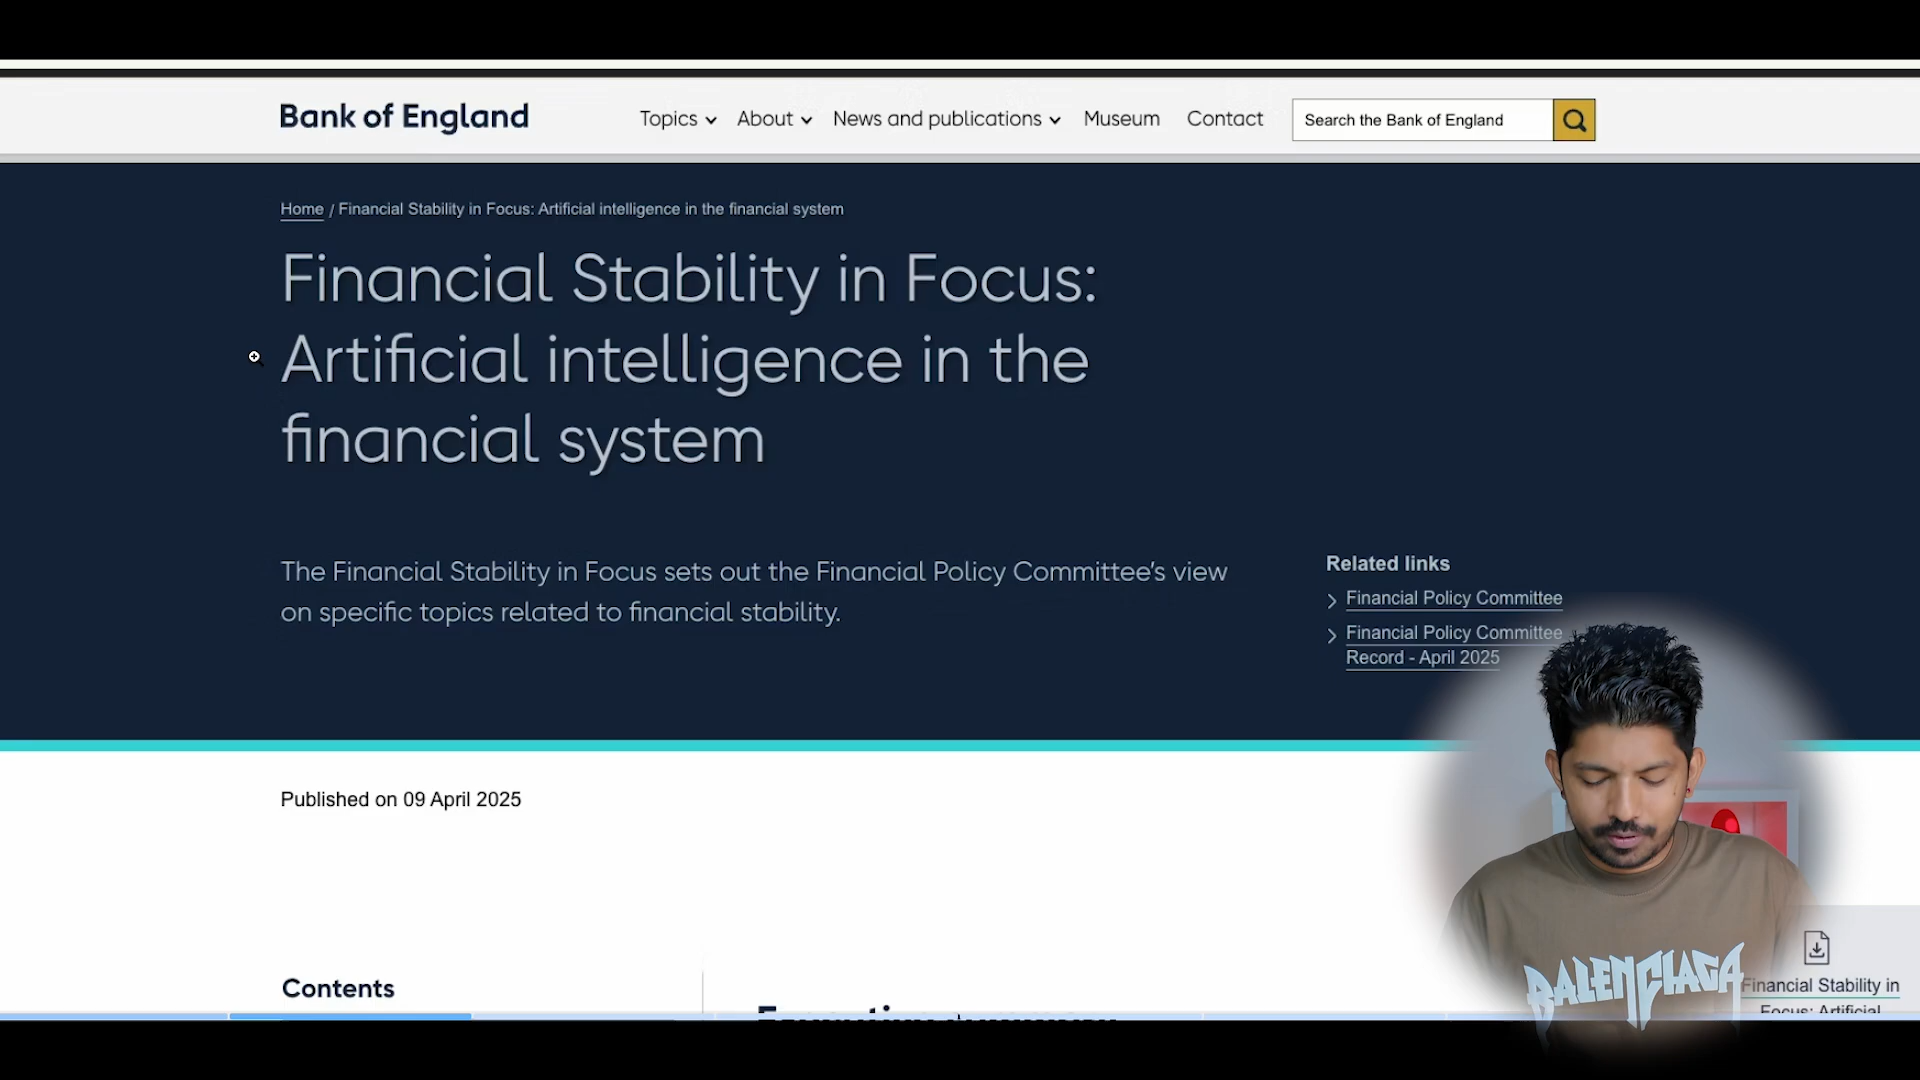 Bank of England
Topics
About
News and publications
Museum
Contact
Search the Bank of England
Home / Financial Stability in Focus: Artificial intelligence in the financial system
Financial Stability in Focus:
Artificial intelligence in the
financial system
The Financial Stability in Focus sets out the Financial Policy Committee’s view
on specific topics related to financial stability.
Related links
Financial Policy Committee
Financial Policy Committee
Record - April 2025
Published on 09 April 2025
Contents
BALENCIAGA
Financial Stability in
Focus: Artificial